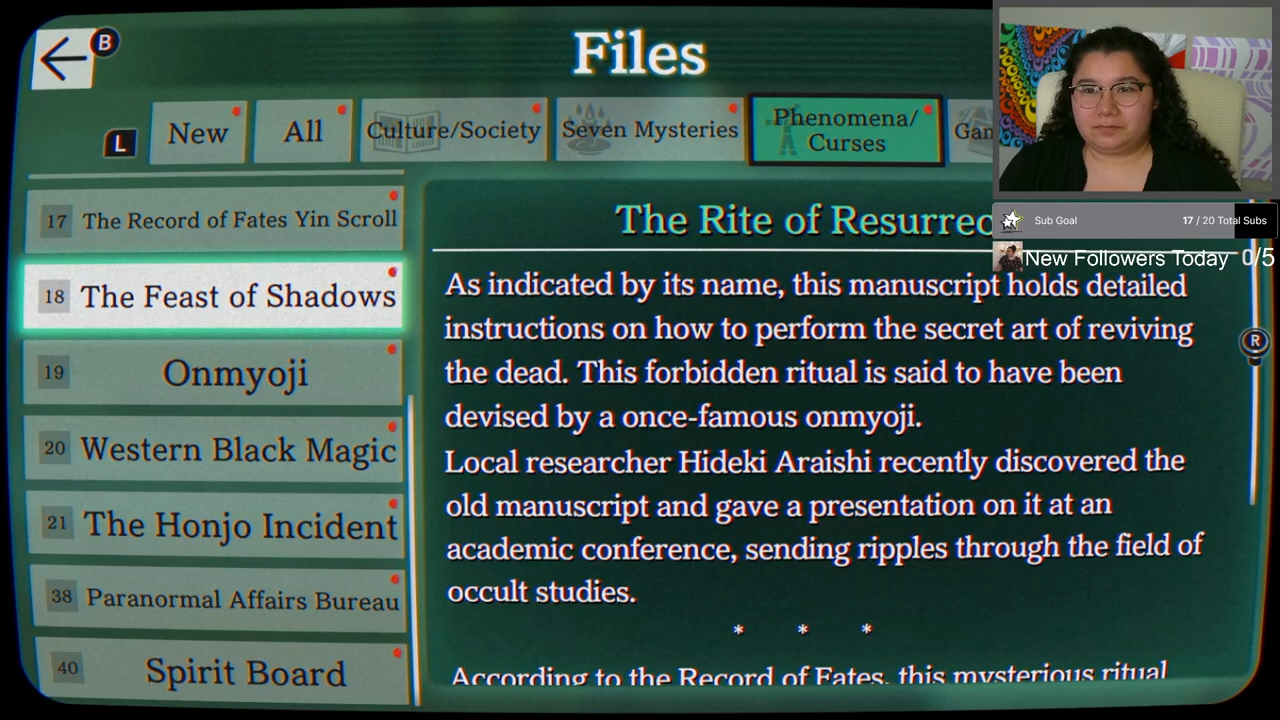 B
Files
L
New
All
Culture/Society
Seven Mysteries
Phenomena/
Curses
17 The Record of Fates Yin Scroll
18 The Feast of Shadows
19 Onmyoji
20 Western Black Magic
21 The Honjo Incident
38 Paranormal Affairs Bureau
40 Spirit Board
The Rite of
As indicated by its name, this manuscript holds detailed
instructions on how to perform the secret art of reviving
the dead. This forbidden ritual is said to have been
devised by a once-famous onmyoji.
Local researcher Hideki Araishi recently discovered the
old manuscript and gave a presentation on it at an
academic conference, sending ripples through the field of
occult studies.
* * *
According to the Record of Fates, this mysterious ritual
R
Sub Goal
17 / 20 Total Subs
New Followers Today 0/5